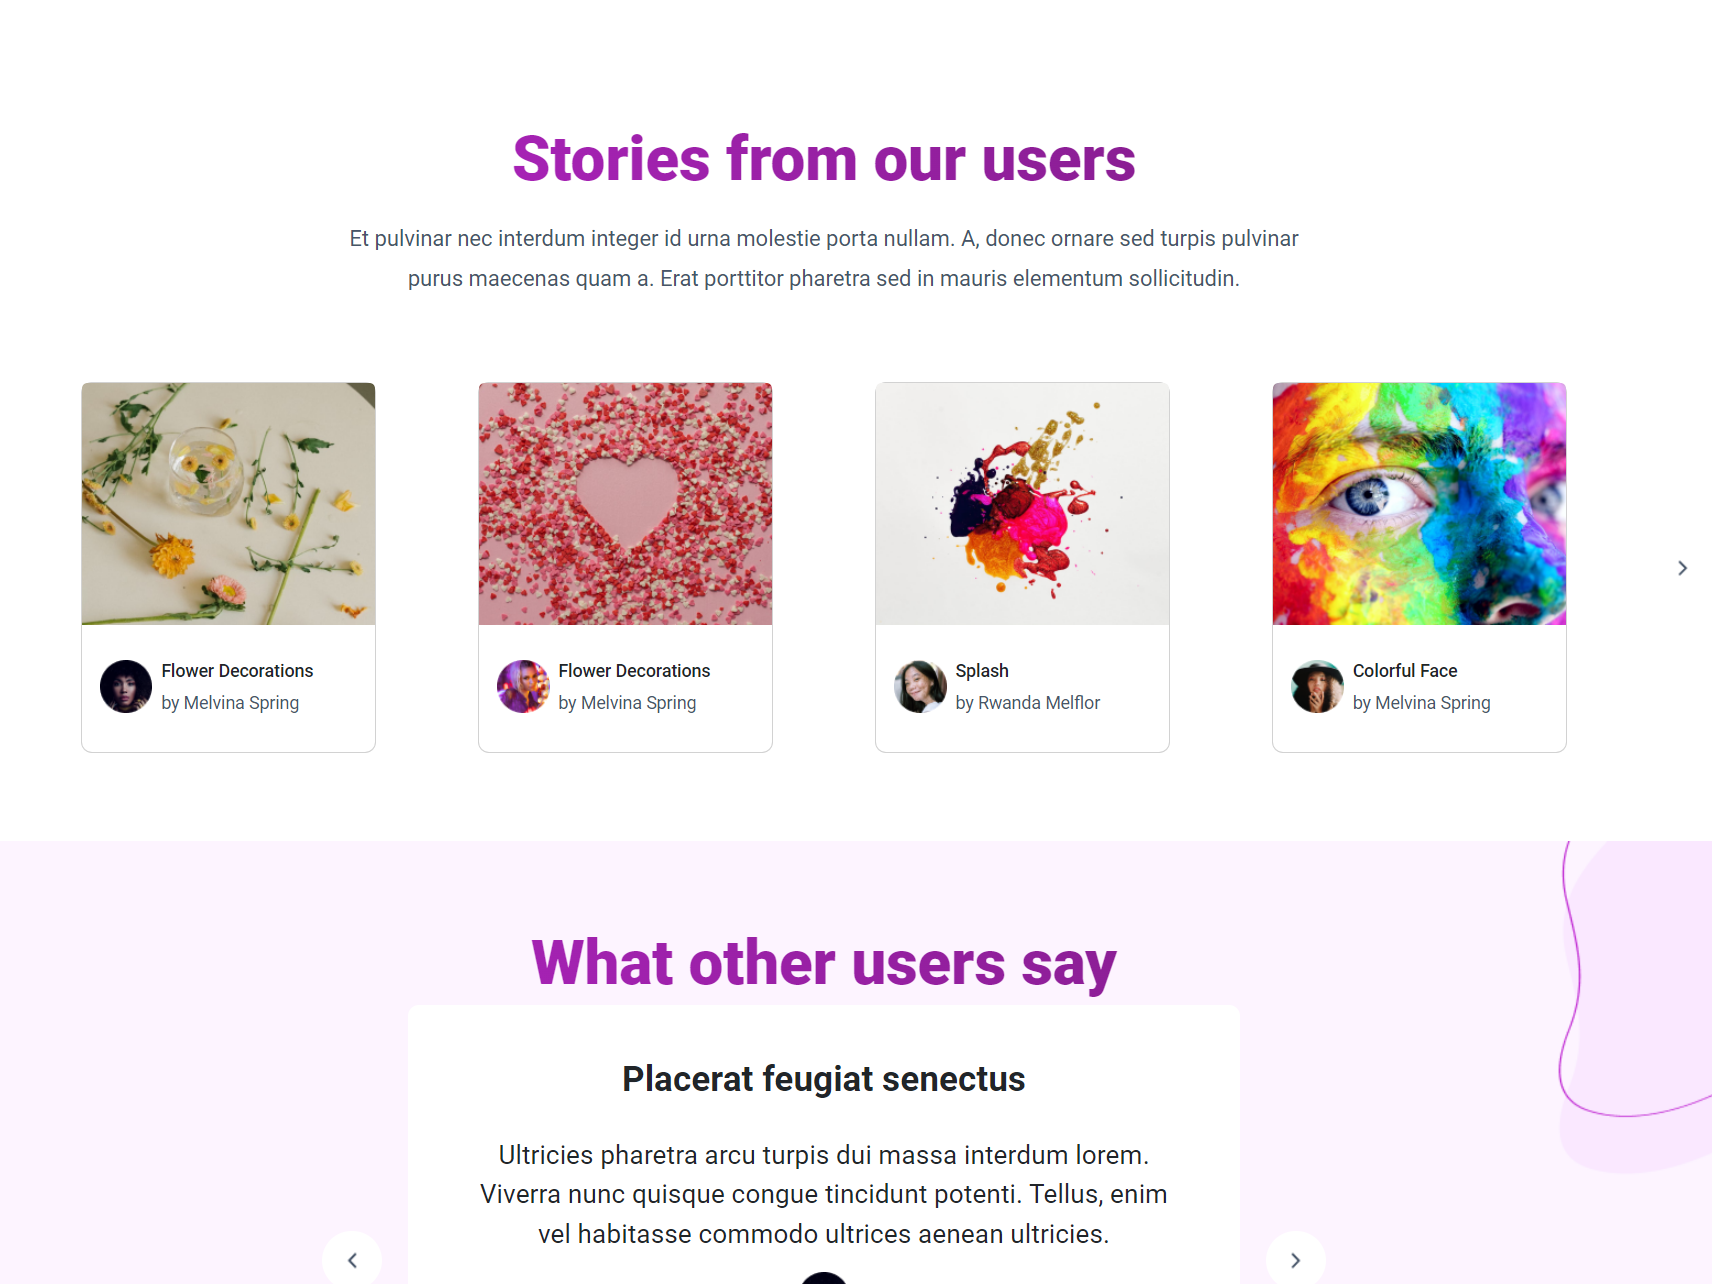 Stories from our users
Et pulvinar nec interdum integer id urna molestie porta nullam. A, donec ornare sed turpis pulvinar
purus maecenas quam a. Erat porttitor pharetra sed in mauris elementum sollicitudin.
Flower Decorations
by Melvina Spring
Flower Decorations
by Melvina Spring
Splash
by Rwanda Melflor
Colorful Face
by Melvina Spring
What other users say
Placerat feugiat senectus
Ultricies pharetra arcu turpis dui massa interdum lorem.
Viverra nunc quisque congue tincidunt potenti. Tellus, enim
vel habitasse commodo ultrices aenean ultricies.